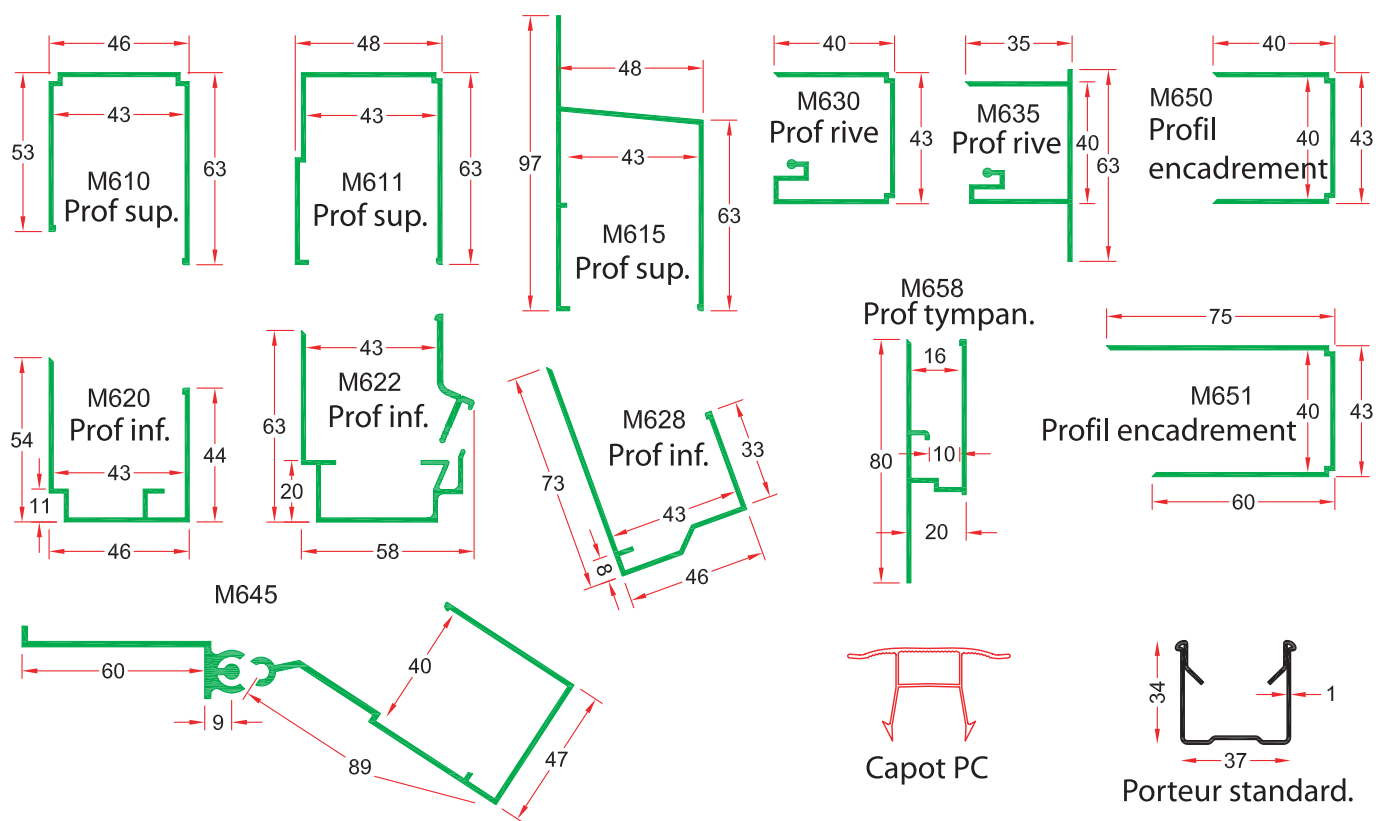 46
53
43
63
M610
Prof sup.
48
43
63
M611
Prof sup.
97
48
43
63
M615
Prof sup.
40
M630
Prof rive
43
35
M635
Prof rive
40
63
40
M650
Profil
encadrement
40
43
54
M620
Prof inf.
43
44
11
46
63
43
M622
Prof inf.
20
58
73
M628
Prof inf.
33
43
8
46
M658
Prof tympan.
16
80
10
20
75
M651
Profil encadrement
40
43
60
M645
60
9
40
89
47
Capot PC
34
1
37
Porteur standard.